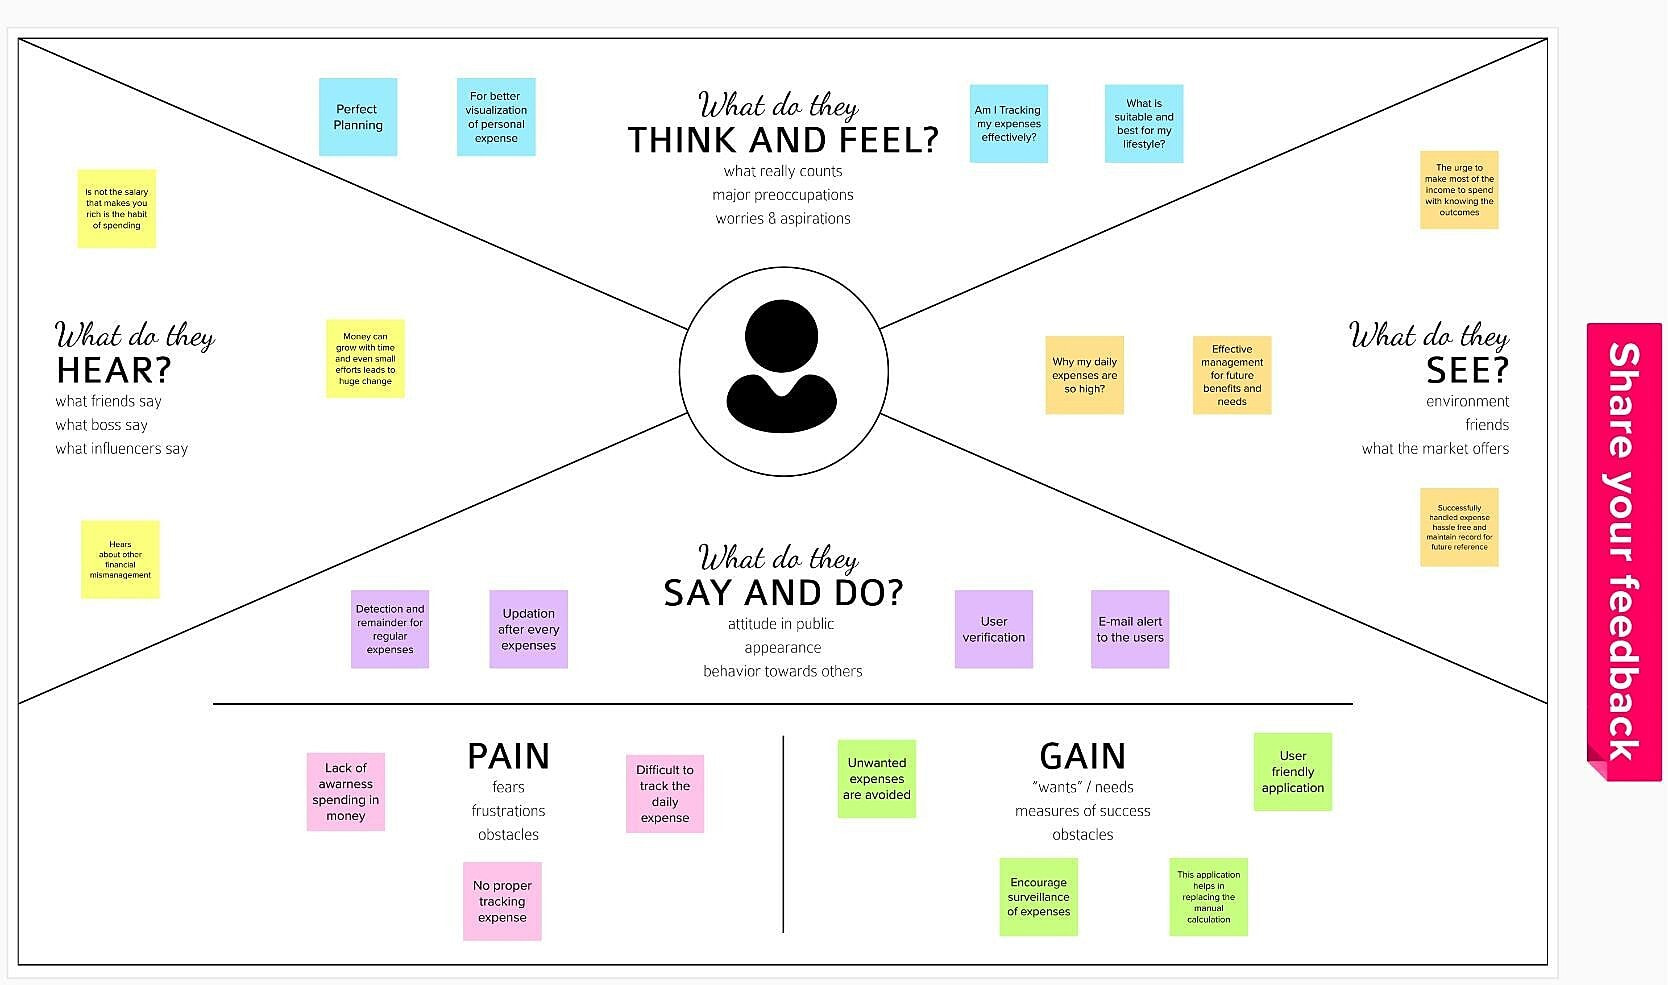 Perfect
Planning
For better
visualization
of personal
expense
What do they
THINK AND FEEL?
what really counts
major preoccupations
worries & aspirations
Am I Tracking
my expenses
effectively?
What is
suitable and
best for my
lifestyle?
Is not the salary
that makes you
rich is the habit
of spending
What do they
HEAR?
what friends say
what boss say
what influencers say
Money can
grow with time
and even small
efforts leads to
huge change
Hears
about other
financial
mismanagement
The urge to
make most of the
income to spend
with knowing the
outcomes
Why my daily
expenses are
so high?
Effective
management
for future
benefits and
needs
What do they
SEE?
environment
friends
what the market offers
Successfully
handled expense
hassle free and
maintain record for
future reference
What do they
SAY AND DO?
attitude in public
appearance
behavior towards others
Detection and
remainder for
regular
expenses
Updation
after every
expenses
User
verification
E-mail alert
to the users
PAIN
fears
frustrations
obstacles
Lack of
awarness
spending in
money
Difficult to
track the
daily
expense
No proper
tracking
expense
GAIN
"wants" / needs
measures of success
obstacles
Unwanted
expenses
are avoided
User
friendly
application
Encourage
surveillance
of expenses
This application
helps in
replacing the
manual
calculation
Share your feedback